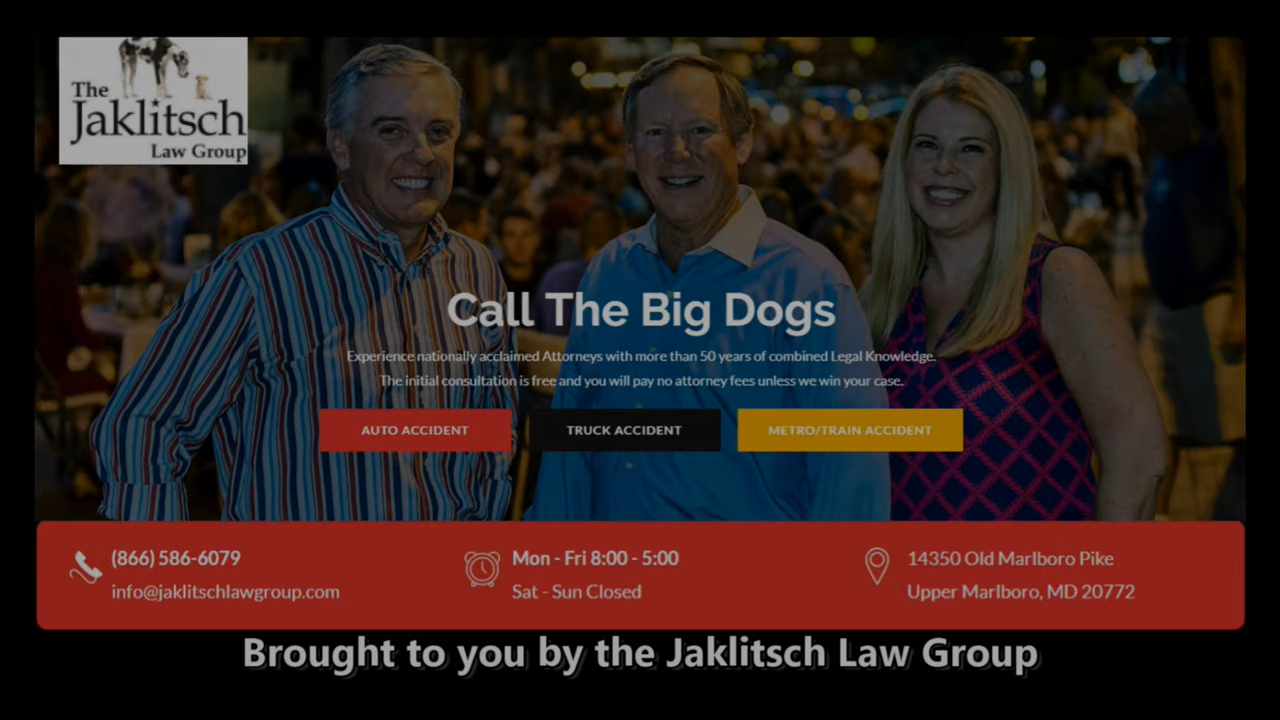 The
Jaklitsch
Law Group
Call The Big Dogs
Experience nationally acclaimed Attorneys with more than 50 years of combined Legal Knowledge.
The initial consultation is free and you will pay no attorney fees unless we win your case.
AUTO ACCIDENT
TRUCK ACCIDENT
METRO/TRAIN ACCIDENT
(866) 586-6079
info@jaklitschlawgroup.com
Mon - Fri 8:00 - 5:00
Sat - Sun Closed
14350 Old Marlboro Pike
Upper Marlboro, MD 20772
Brought to you by the Jaklitsch Law Group